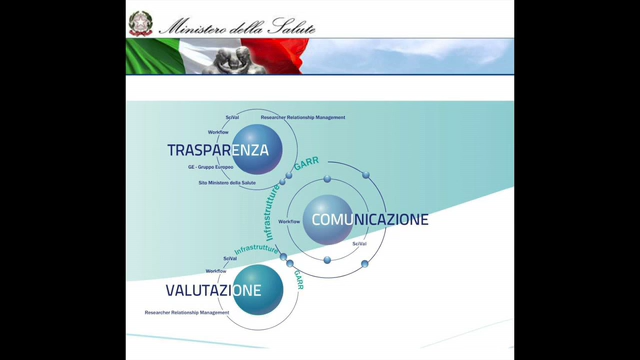 Ministero della Salute
SciVal
Researcher Relationship Management
Workflow
TRASPARENZA
GE - Gruppo Europeo
Sito Ministero della Salute
Infrastrutture
GARR
Workflow
COMUNICAZIONE
SciVal
Infrastrutture
GARR
SciVal
Workflow
VALUTAZIONE
Researcher Relationship Management